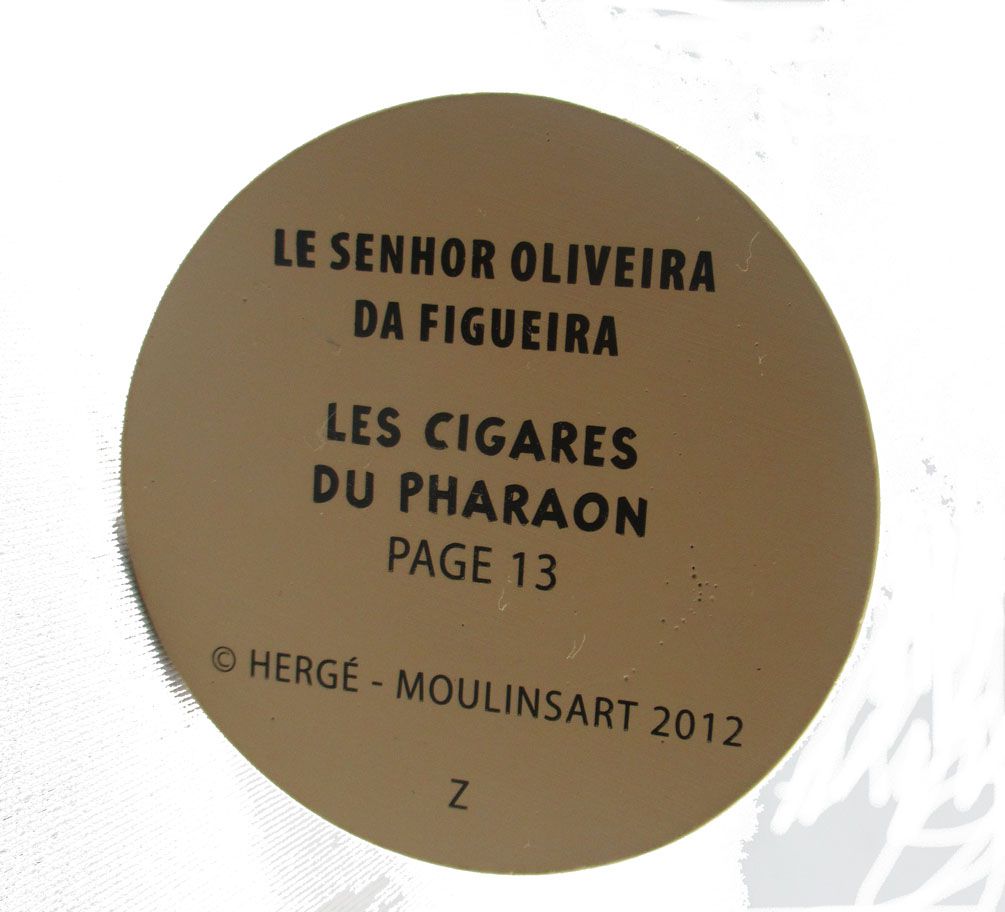 LE SENHOR OLIVEIRA
DA FIGUEIRA
LES CIGARES
DU PHARAON
PAGE 13
© HERGÉ - MOULINSART 2012
Z